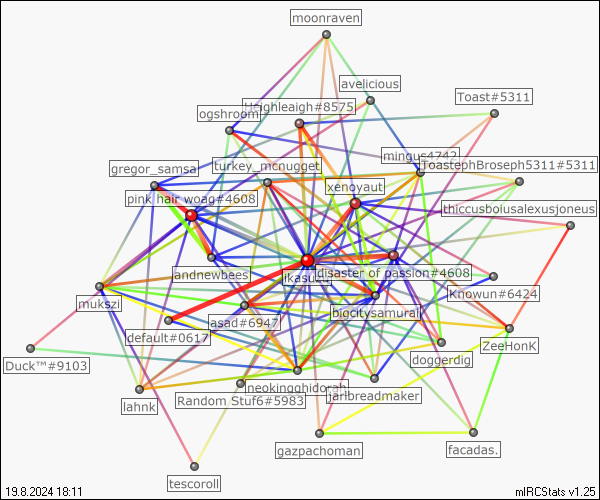 moonraven
avelicious
Toast#5311
Heighleigh#8575
ogshroom
mingus4742
ToastephBroseph5311#5311
turkey_mcnugget
gregor_samsa
xenoyaut
pink hair woag#4608
thiccusboiusalexusjoneus
andnewbees
ikasuza
disaster of passion#4608
Knowun#6424
mukszi
bigcitysamurai
default#0617
asad#6947
ZeeHonK
doggerdig
Duck™#9103
neokingghidorah
jarlbreadmaker
Random Stuf6#5983
lahnk
gazpachoman
facadas.
tescoroll
19.8.2024 18:11
mIRCStats v1.25